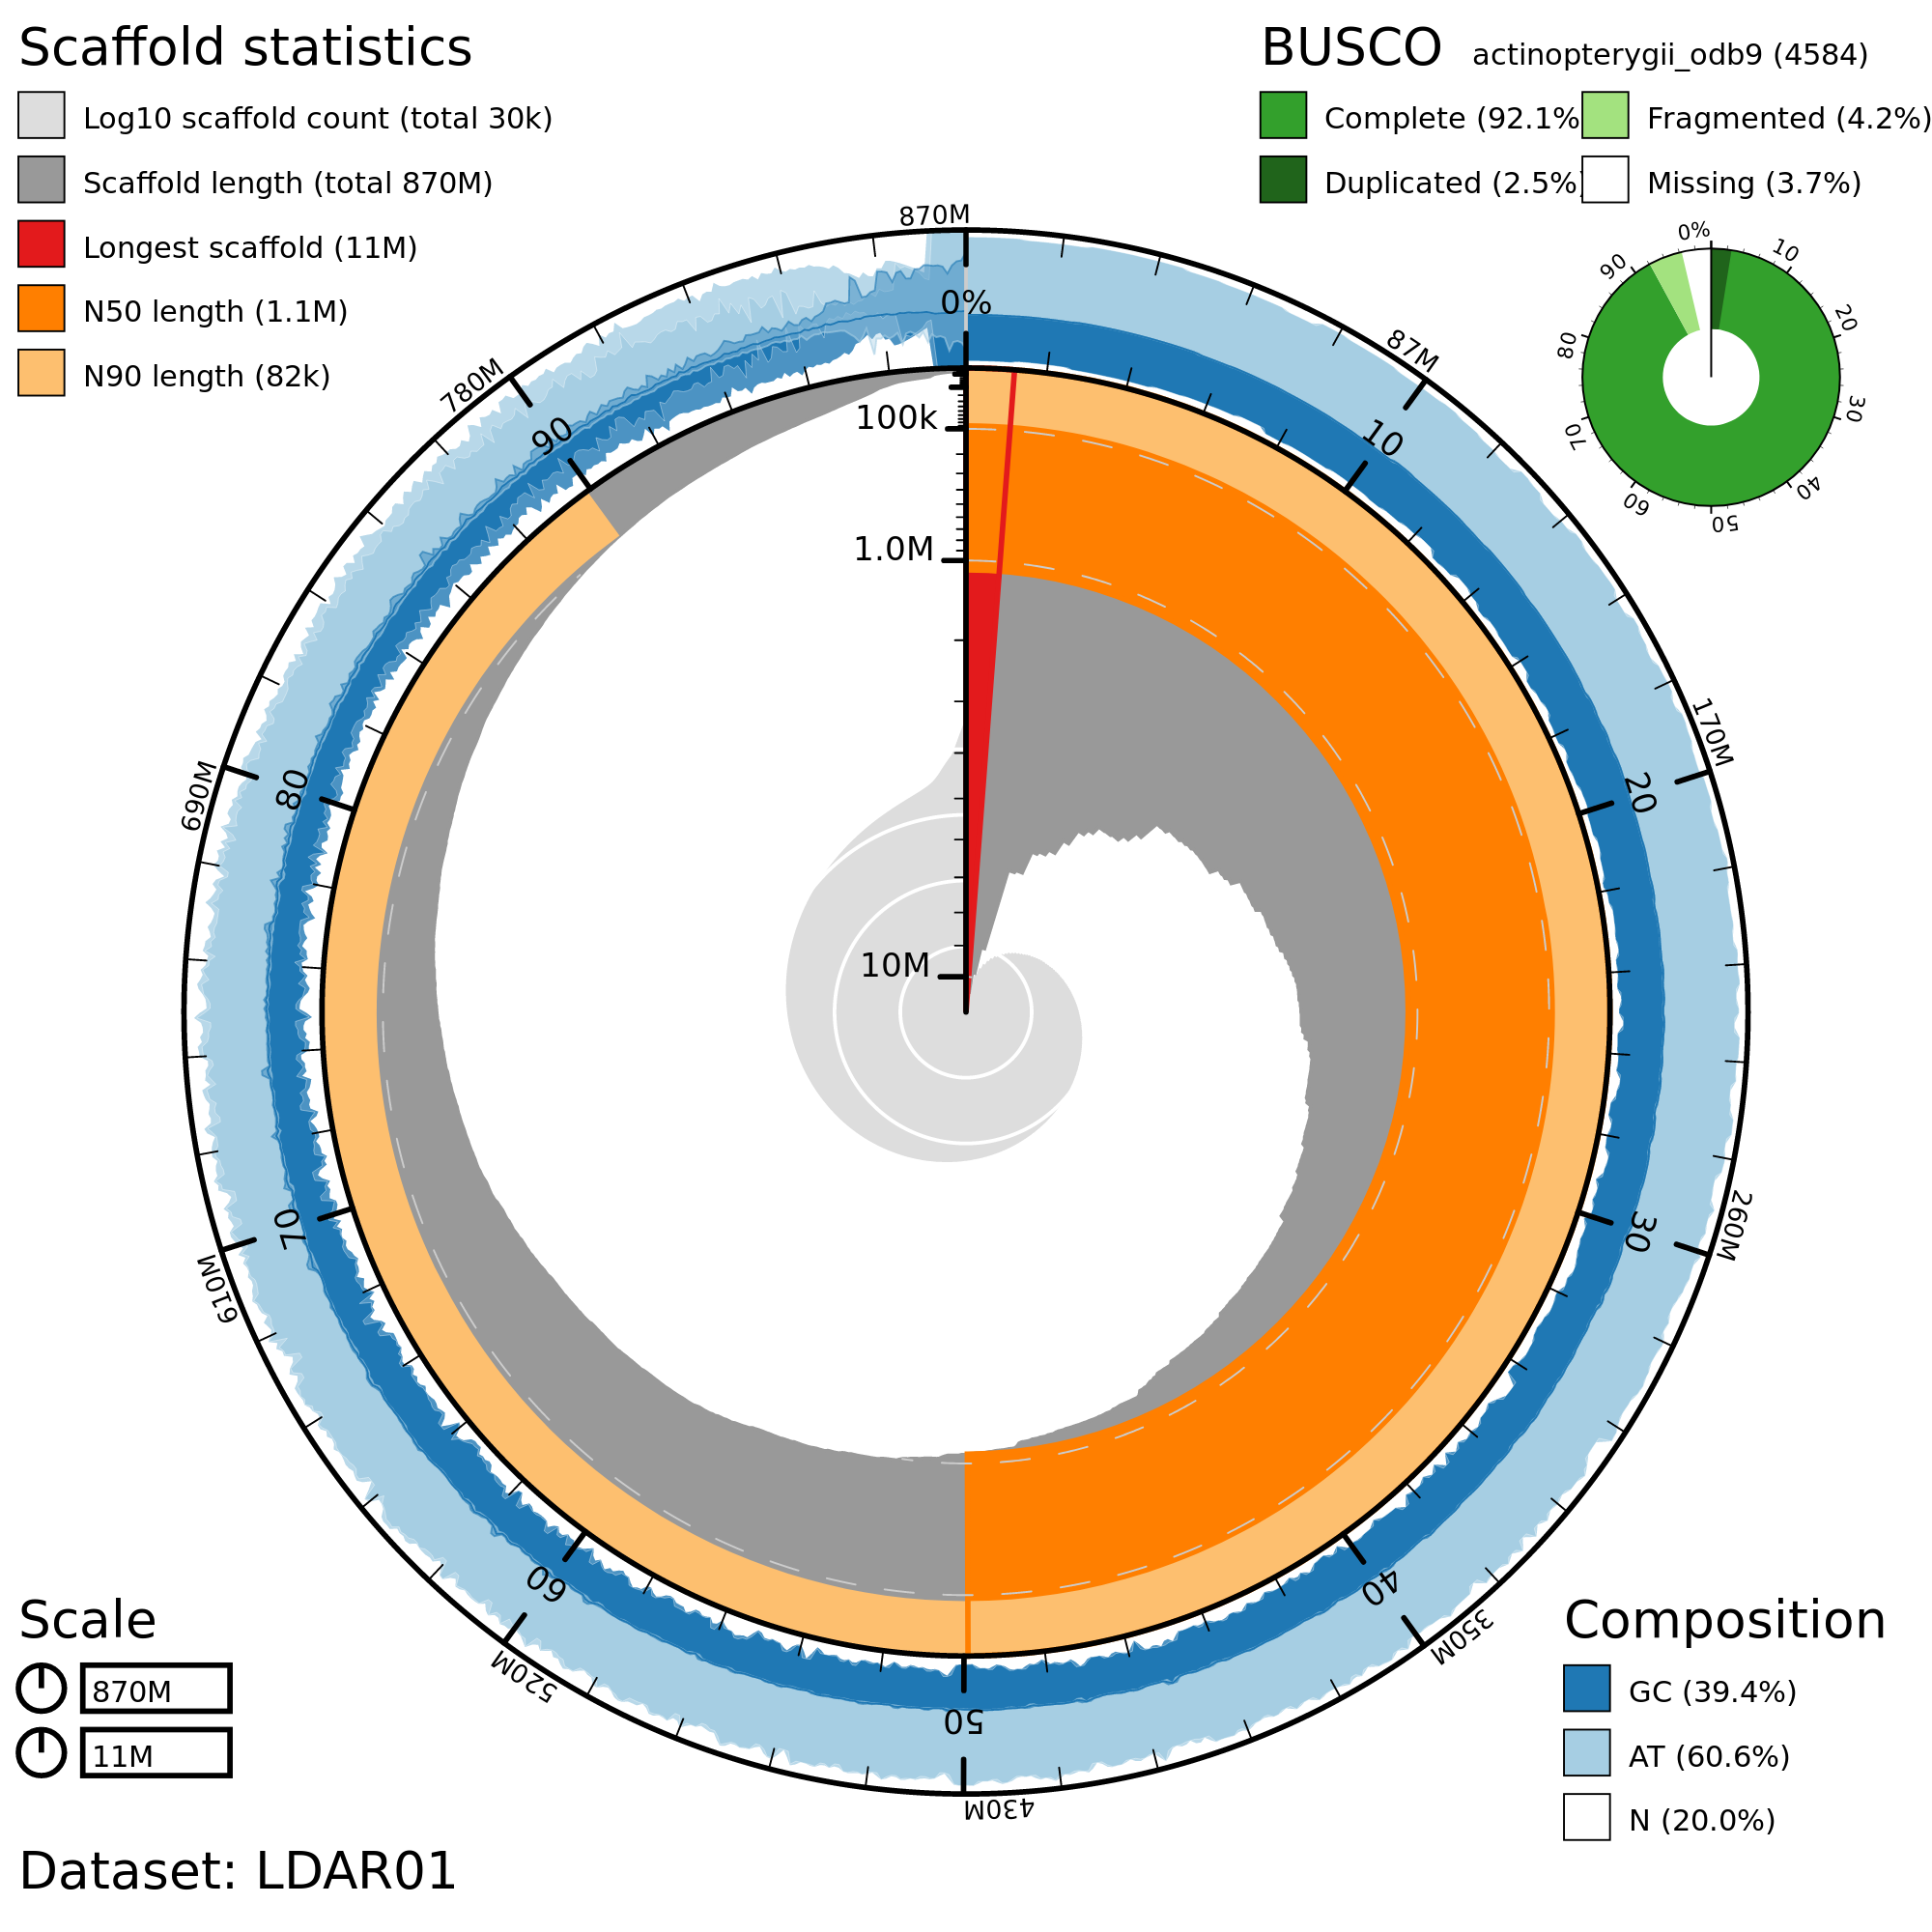 Scaffold statistics
Log10 scaffold count (total 30k)
Scaffold length (total 870M)
Longest scaffold (11M)
N50 length (1.1M)
N90 length (82k)
BUSCO actinopterygii_odb9 (4584)
Complete (92.1%
Fragmented (4.2%)
Duplicated (2.5%)
Missing (3.7%)
0%
10
20
30
40
50
60
70
80
90
870M
87M
170M
260M
350M
430M
520M
610M
690M
780M
0%
10
20
30
40
50
60
70
80
90
100k
1.0M
10M
Scale
870M
11M
Composition
GC (39.4%)
AT (60.6%)
N (20.0%)
Dataset: LDAR01